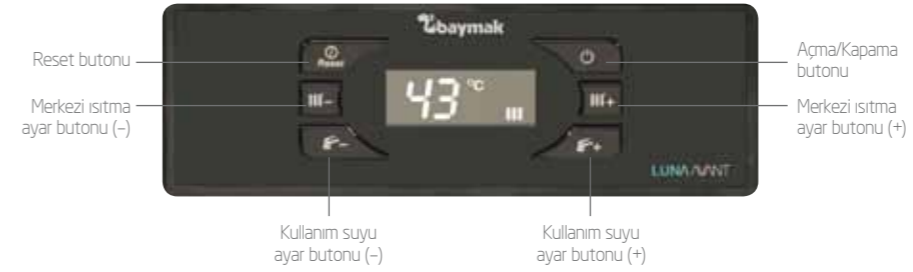 baymak
Reset butonu
Reset
Açma/Kapama
butonu
Merkezi ısıtma
ayar butonu (–)
43 °C
Merkezi ısıtma
ayar butonu (+)
LUNA AVANT
Kullanım suyu
ayar butonu (–)
Kullanım suyu
ayar butonu (+)